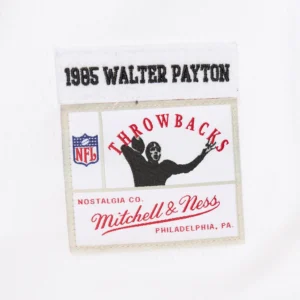 1985 WALTER PAYTON
THROWBACKS
NFL
NOSTALGIA CO.
Mitchell & Ness
PHILADELPHIA, PA.